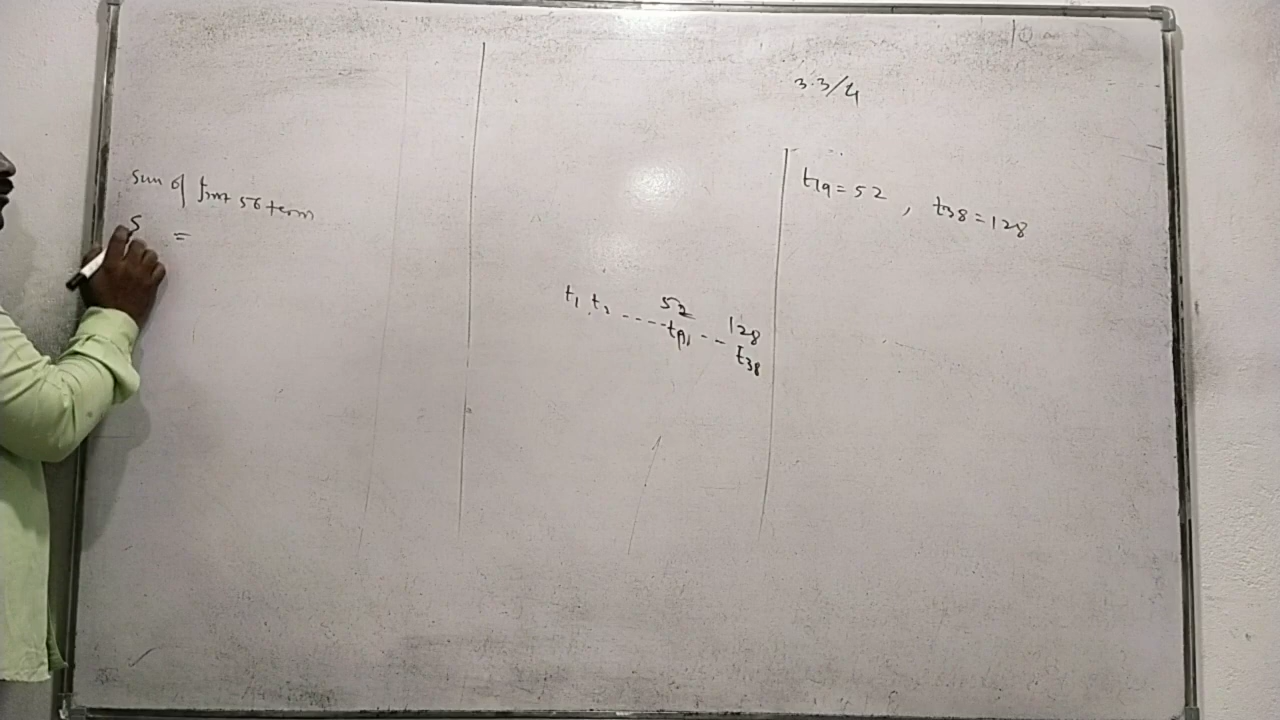 3.3/4
sum of first 56 term
S =
t₁ t₂ ---- 52 -- 128
t₁₉, t₃₈
t₁₉ = 52 , t₃₈ = 128